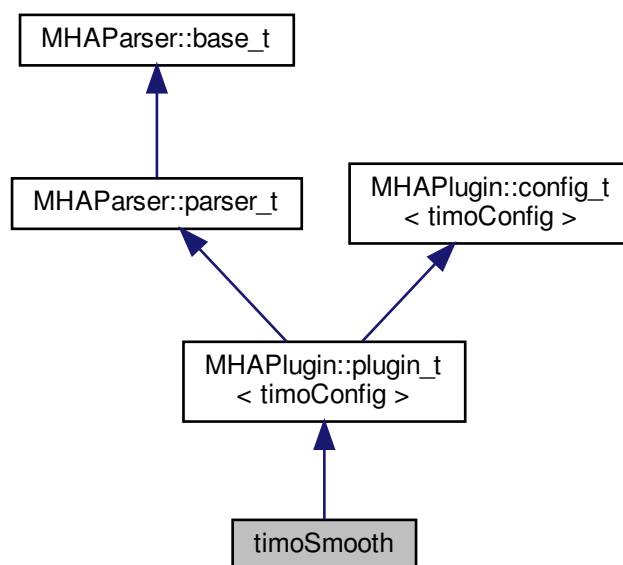 MHAParser::base_t
MHAParser::parser_t
MHAPlugin::config_t
< timoConfig >
MHAPlugin::plugin_t
< timoConfig >
timoSmooth